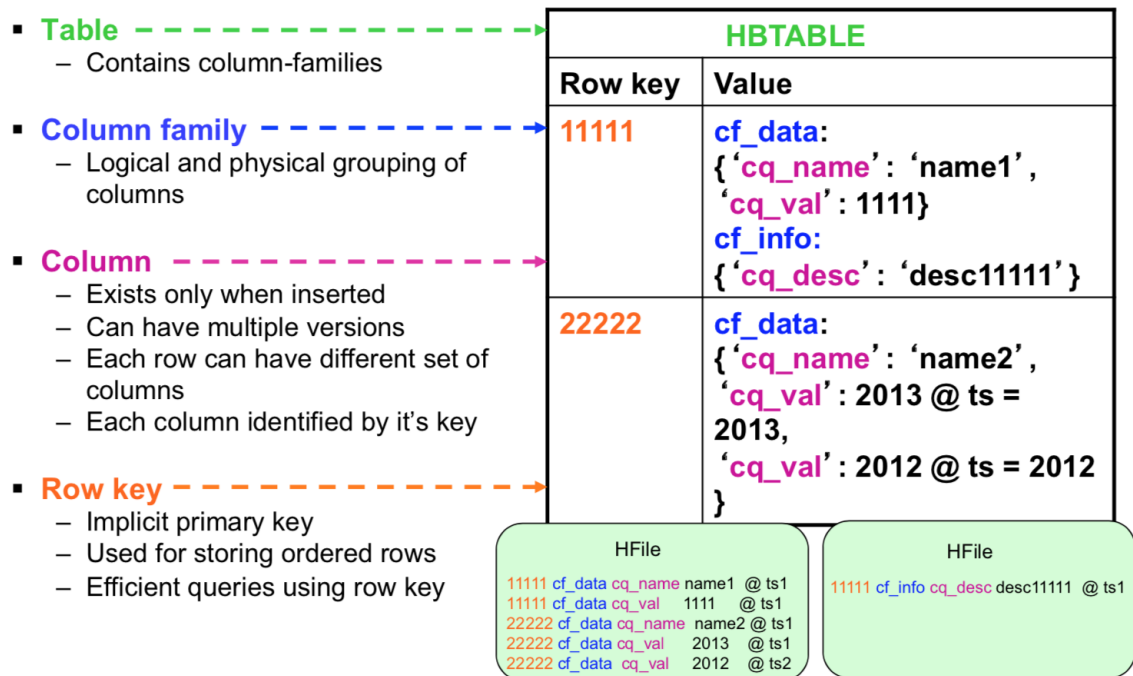 ▪ Table
– Contains column-families
▪ Column family
– Logical and physical grouping of
columns
▪ Column
– Exists only when inserted
– Can have multiple versions
– Each row can have different set of
columns
– Each column identified by it's key
▪ Row key
– Implicit primary key
– Used for storing ordered rows
– Efficient queries using row key
HBTABLE
Row key Value
11111 cf_data:
{ ‘cq_name’ : ‘name1’ ,
‘cq_val’ : 1111}
cf_info:
{ ‘cq_desc’ : ‘desc11111’ }
22222 cf_data:
{ ‘cq_name’ : ‘name2’ ,
‘cq_val’ : 2013 @ ts =
2013,
‘cq_val’ : 2012 @ ts = 2012
}
HFile
11111 cf_data cq_name name1 @ ts1
11111 cf_data cq_val 1111 @ ts1
22222 cf_data cq_name name2 @ ts1
22222 cf_data cq_val 2013 @ ts1
22222 cf_data cq_val 2012 @ ts2
HFile
11111 cf_info cq_desc desc11111 @ ts1